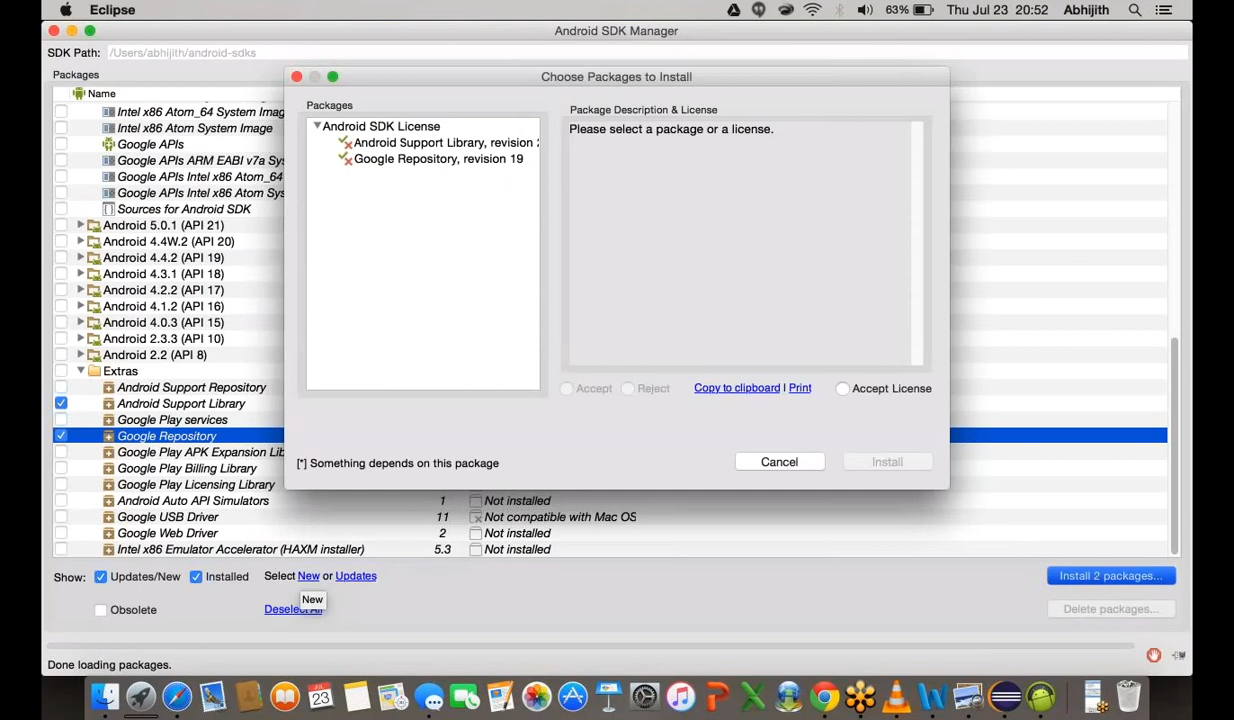 Eclipse
63%
Thu Jul 23 20:52
Abhijith
Android SDK Manager
SDK Path: /Users/abhijith/android-sdks
Packages
Name
Intel x86 Atom_64 System Imag
Intel x86 Atom System Image
Google APIs
Google APIs ARM EABI v7a Sy
Google APIs Intel x86 Atom_64
Google APIs Intel x86 Atom Sys
Sources for Android SDK
Android 5.0.1 (API 21)
Android 4.4W.2 (API 20)
Android 4.4.2 (API 19)
Android 4.3.1 (API 18)
Android 4.2.2 (API 17)
Android 4.1.2 (API 16)
Android 4.0.3 (API 15)
Android 2.3.3 (API 10)
Android 2.2 (API 8)
Extras
Android Support Repository
Android Support Library
Google Play services
Google Repository
Google Play APK Expansion Lib
Google Play Billing Library
Google Play Licensing Library
Android Auto API Simulators 1 Not installed
Google USB Driver 11 Not compatible with Mac OS
Google Web Driver 2 Not installed
Intel x86 Emulator Accelerator (HAXM installer) 5.3 Not installed
Choose Packages to Install
Packages
Android SDK License
Android Support Library, revision
Google Repository, revision 19
Package Description & License
Please select a package or a license.
Accept Reject Copy to clipboard | Print Accept License
[*] Something depends on this package
Cancel Install
Show: Updates/New Installed Select New or Updates
Install 2 packages...
New
Obsolete Deselect All
Delete packages...
Done loading packages.
JUL
23